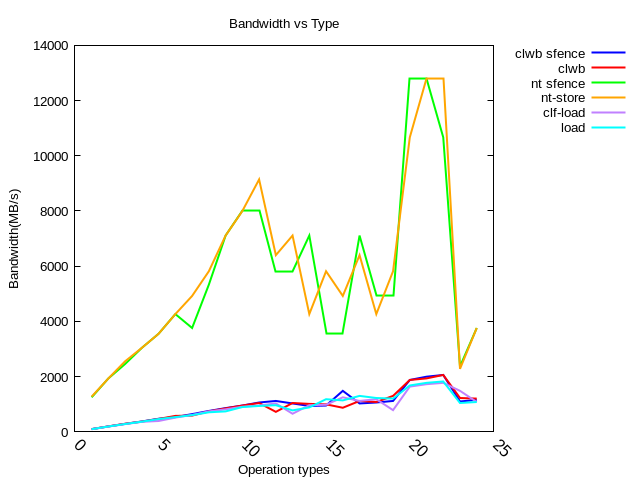 Bandwidth vs Type
14000
12000
10000
8000
6000
4000
2000
0
Bandwidth(MB/s)
0
5
10
15
20
25
Operation types
clwb sfence
clwb
nt sfence
nt-store
clf-load
load